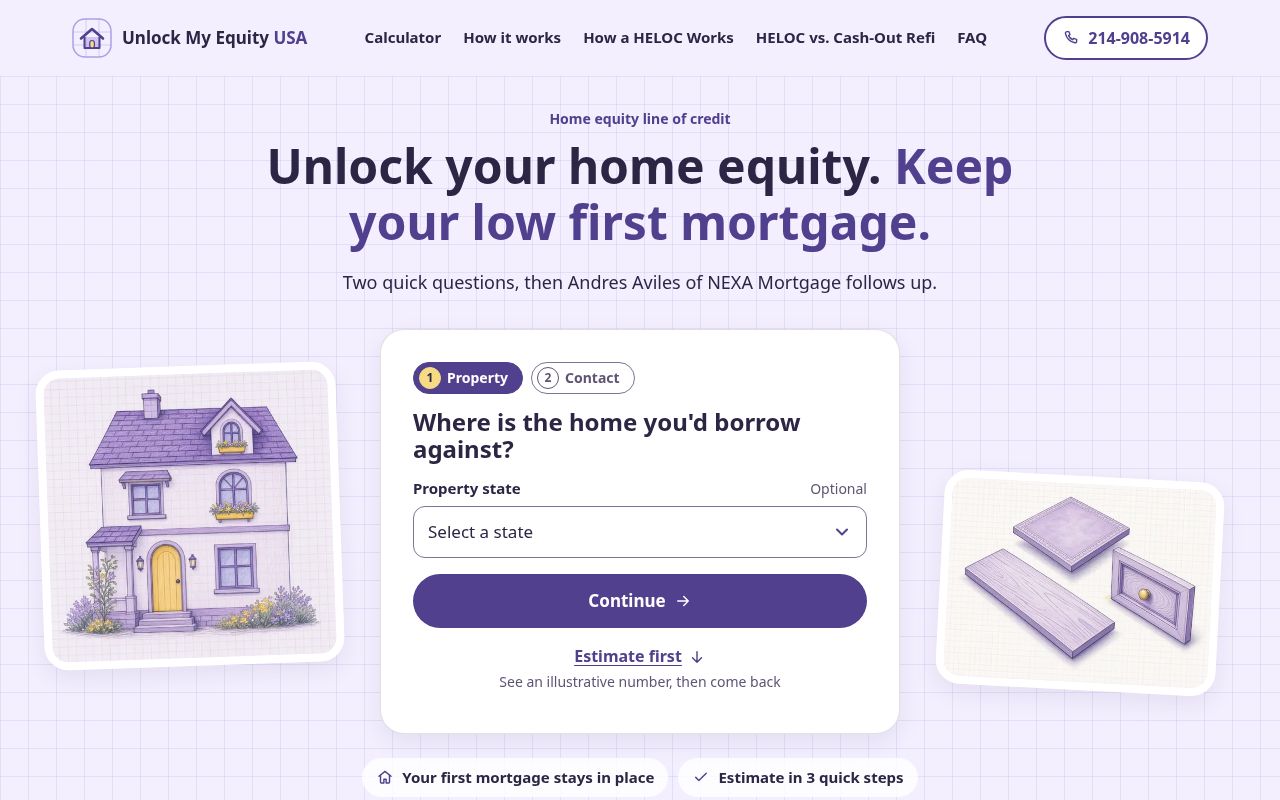 Unlock My Equity USA
Calculator
How it works
How a HELOC Works
HELOC vs. Cash-Out Refi
FAQ
214-908-5914
Home equity line of credit
Unlock your home equity. Keep
your low first mortgage.
Two quick questions, then Andres Aviles of NEXA Mortgage follows up.
1 Property
2 Contact
Where is the home you'd borrow
against?
Property state
Optional
Select a state
Continue
Estimate first
See an illustrative number, then come back
Your first mortgage stays in place
Estimate in 3 quick steps